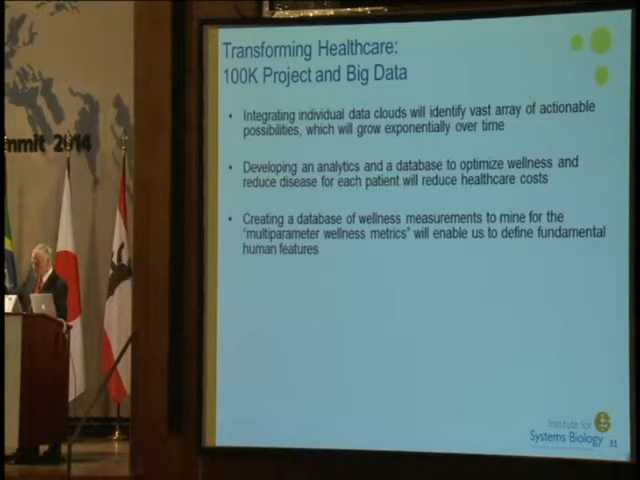 Transforming Healthcare:
100K Project and Big Data
• Integrating individual data clouds will identify vast array of actionable
possibilities, which will grow exponentially over time
• Developing an analytics and a database to optimize wellness and
reduce disease for each patient will reduce healthcare costs
• Creating a database of wellness measurements to mine for the
"multiparameter wellness metrics" will enable us to define fundamental
human features
mmit 2014
Institute for
Systems Biology
31